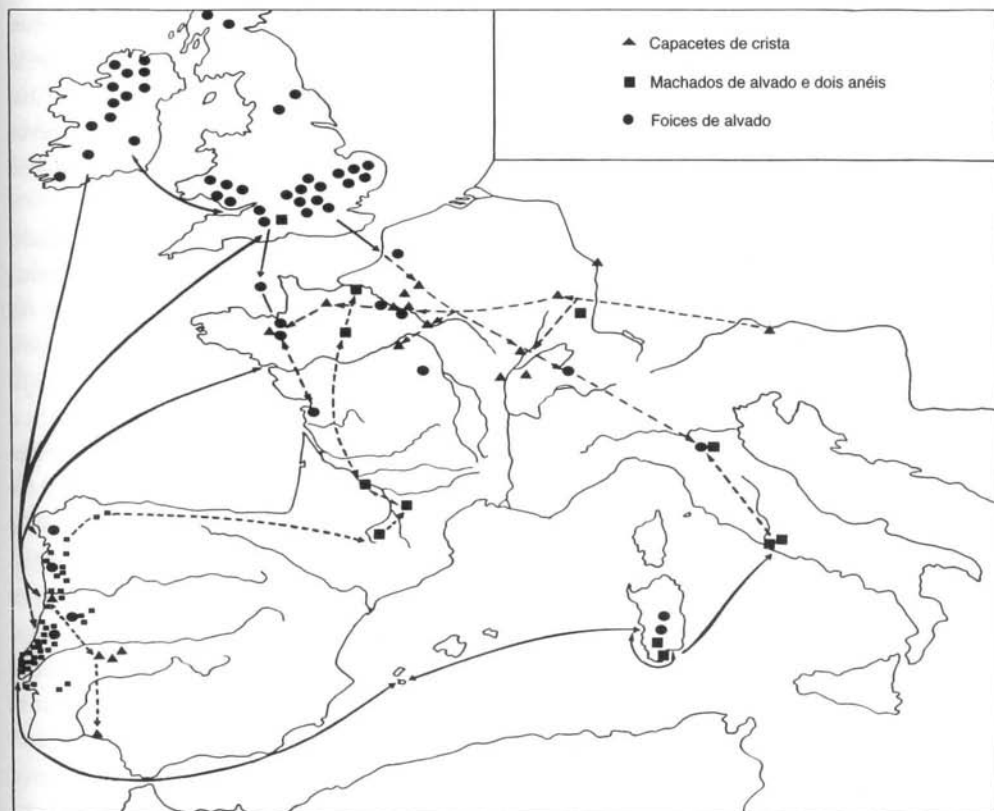 Capacetes de crista
Machados de alvado e dois anéis
Foices de alvado